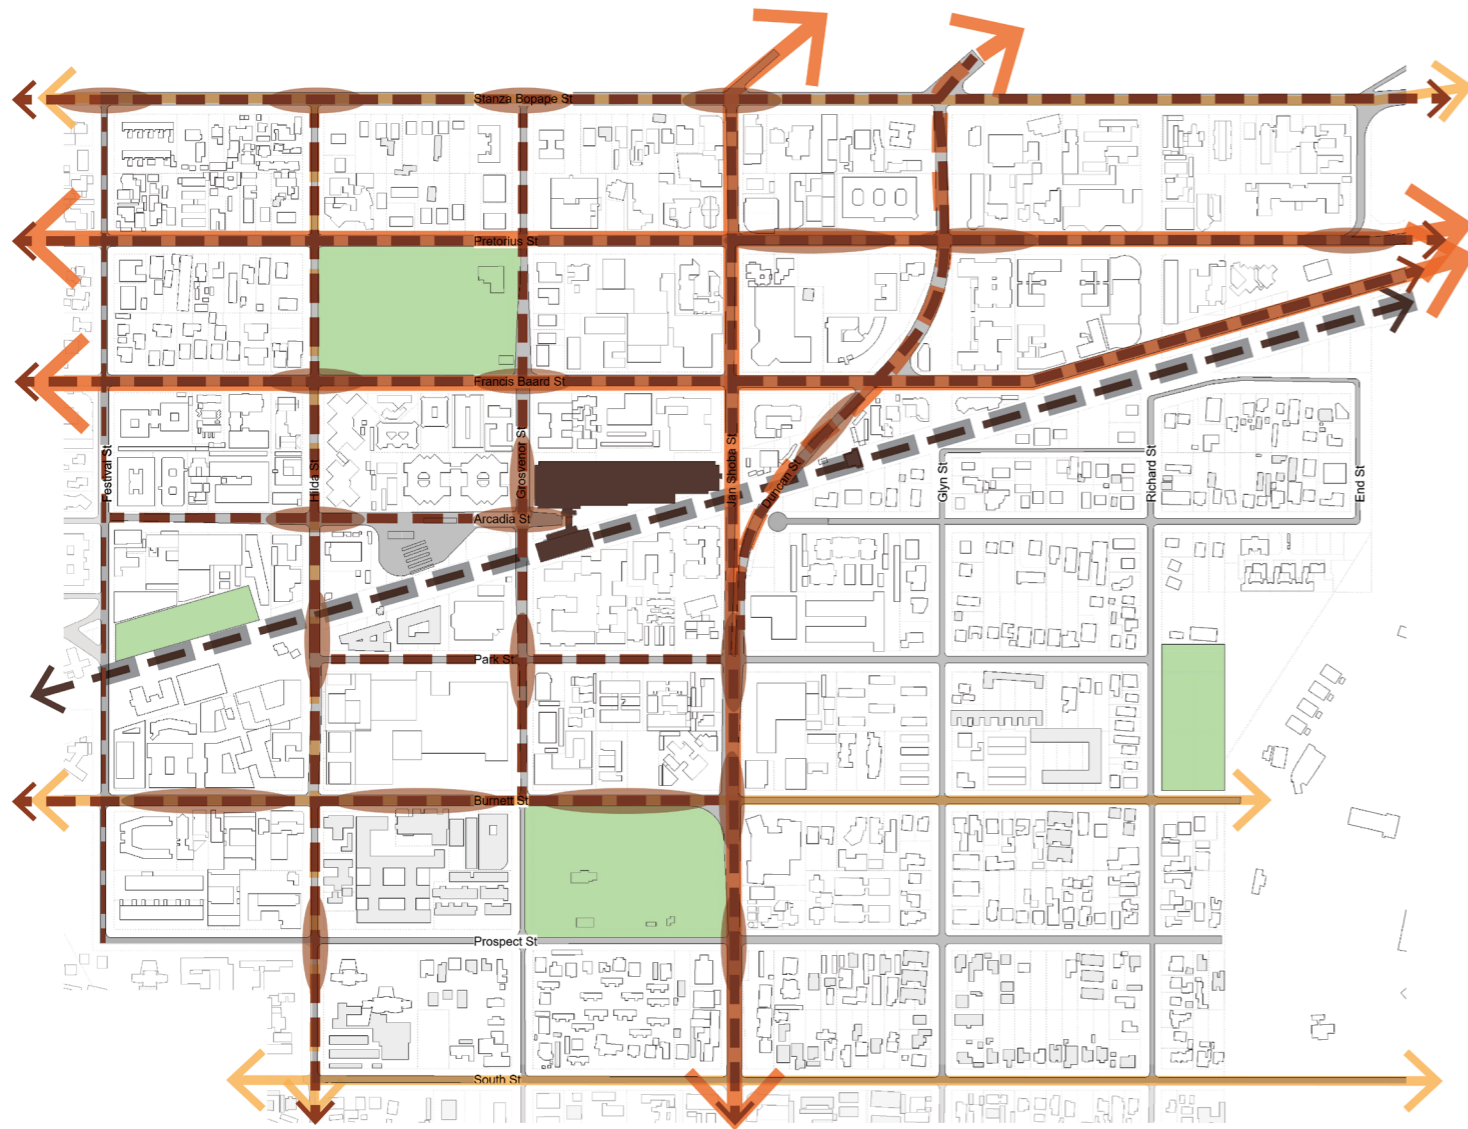 Stanza Bopape St
Pretorius St
Francis Baard St
Festival St
Hilda St
Grosvenor St
Jan Shoba St
Duncan St
Glyn St
Richard St
End St
Arcadia St
Park St
Burnett St
Prospect St
South St